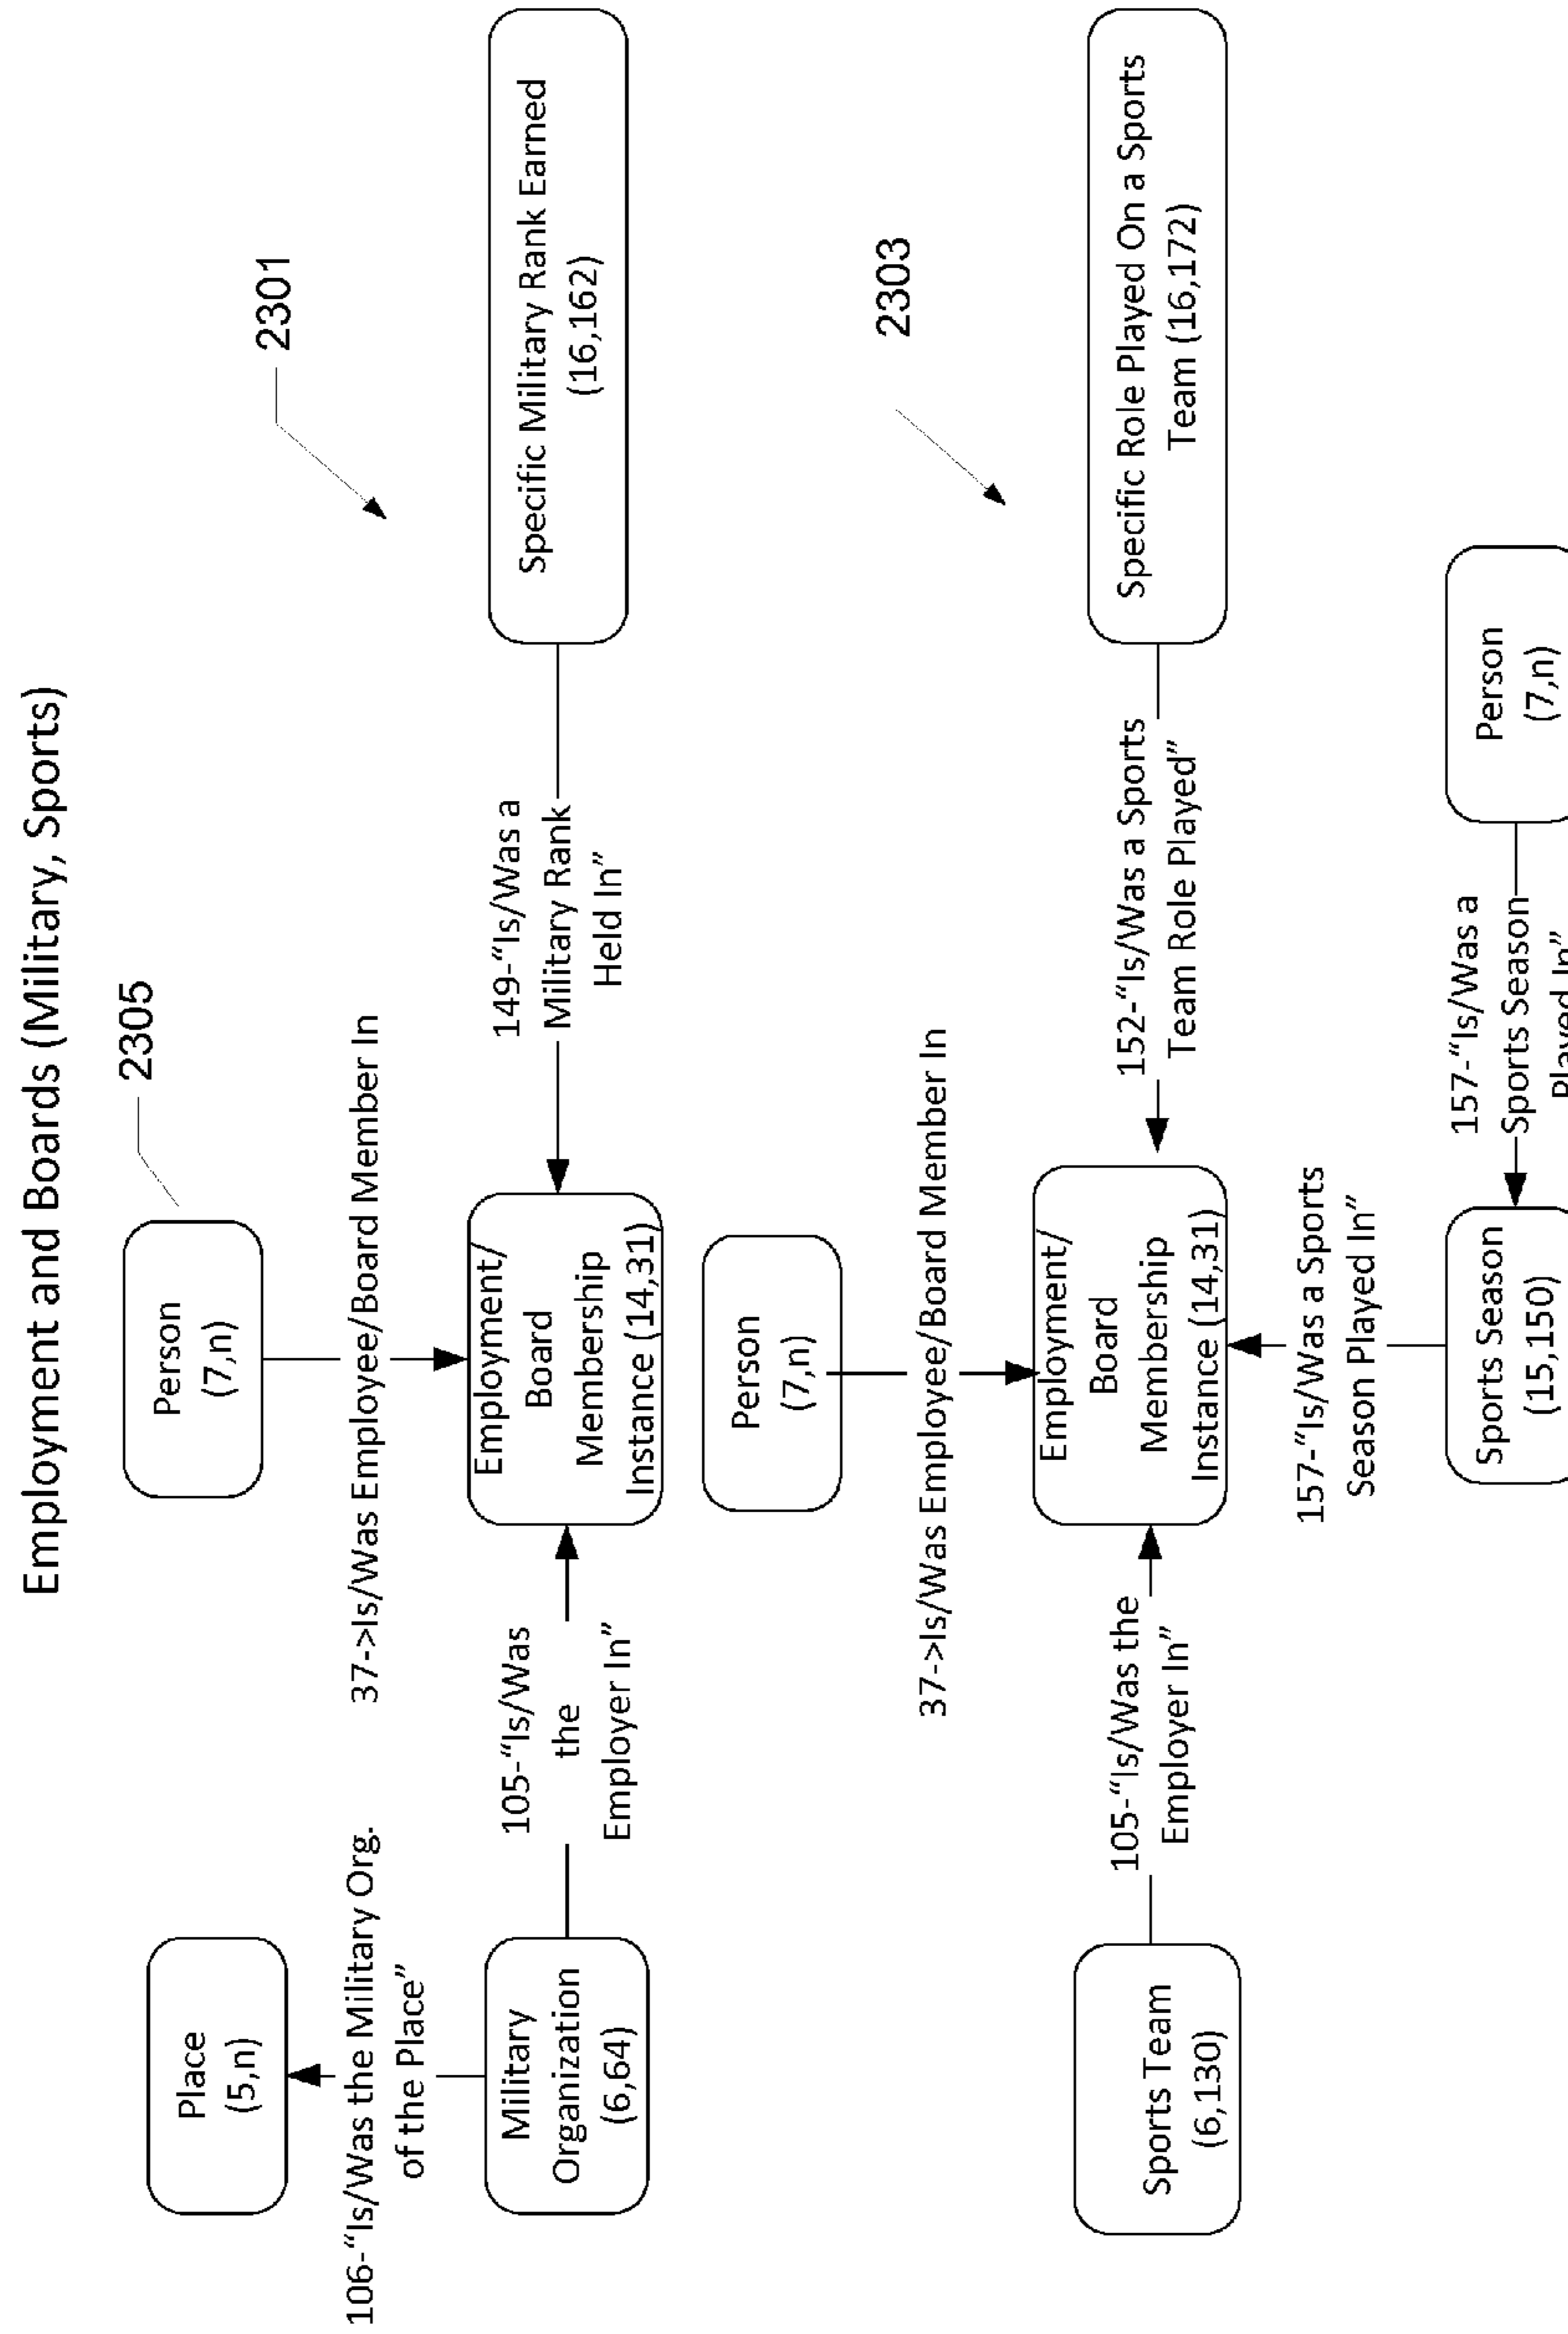 Employment and Boards (Military, Sports)
2305
2301
Place
(5,n)
Person
(7,n)
106-“Is/Was the Military Org.
of the Place”
37->Is/Was Employee/Board Member In
Military
Organization
(6,64)
105-“Is/Was
the
Employer In”
Employment/
Board
Membership
Instance (14,31)
149-“Is/Was a
Military Rank
Held In”
Specific Military Rank Earned
(16,162)
Person
(7,n)
2303
37->Is/Was Employee/Board Member In
Sports Team
(6,130)
105-“Is/Was the
Employer In”
Employment/
Board
Membership
Instance (14,31)
152-“Is/Was a Sports
Team Role Played”
Specific Role Played On a Sports
Team (16,172)
157-“Is/Was a Sports
Season Played In”
Sports Season
(15,150)
157-“Is/Was a
Sports Season
Played In”
Person
(7,n)